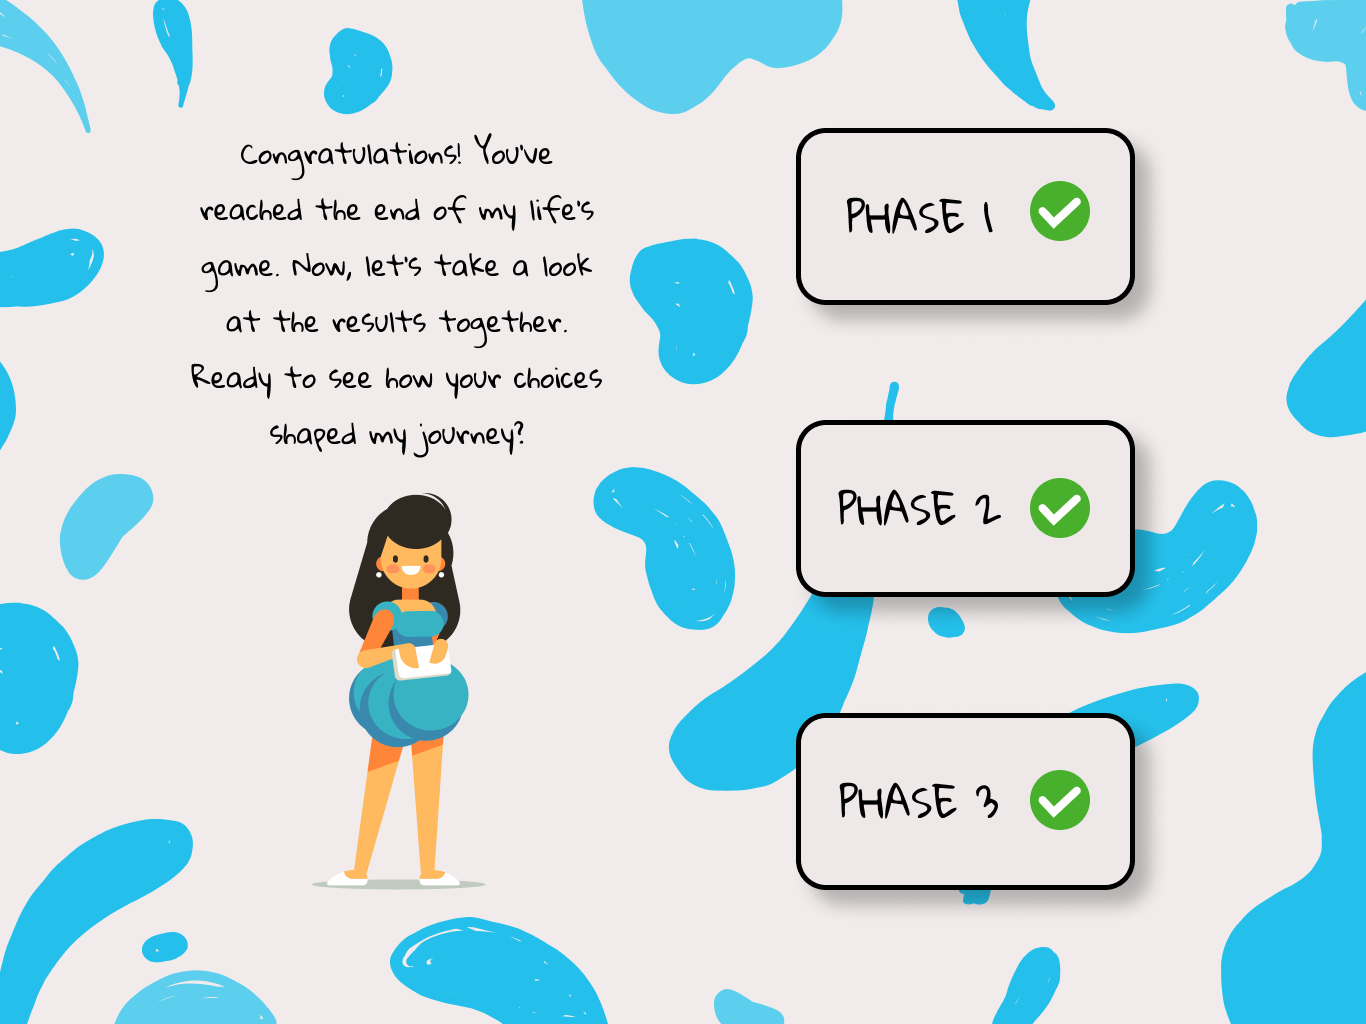 Congratulations! You've
reached the end of my life's
game. Now, let's take a look
at the results together.
Ready to see how your choices
shaped my journey?
PHASE 1
PHASE 2
PHASE 3